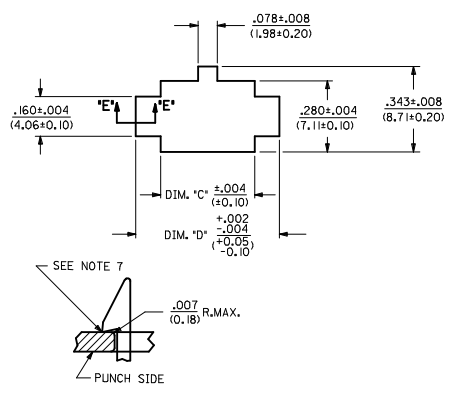 .078±.008
(1.98±0.20)
"E" "E"
.160±.004
(4.06±0.10)
.280±.004
(7.11±0.10)
.343±.008
(8.71±0.20)
DIM. "C" ±.004
(±0.10)
+.002
DIM. "D" -.004
(+0.05
-0.10)
SEE NOTE 7
.007
(0.18) R.MAX.
PUNCH SIDE